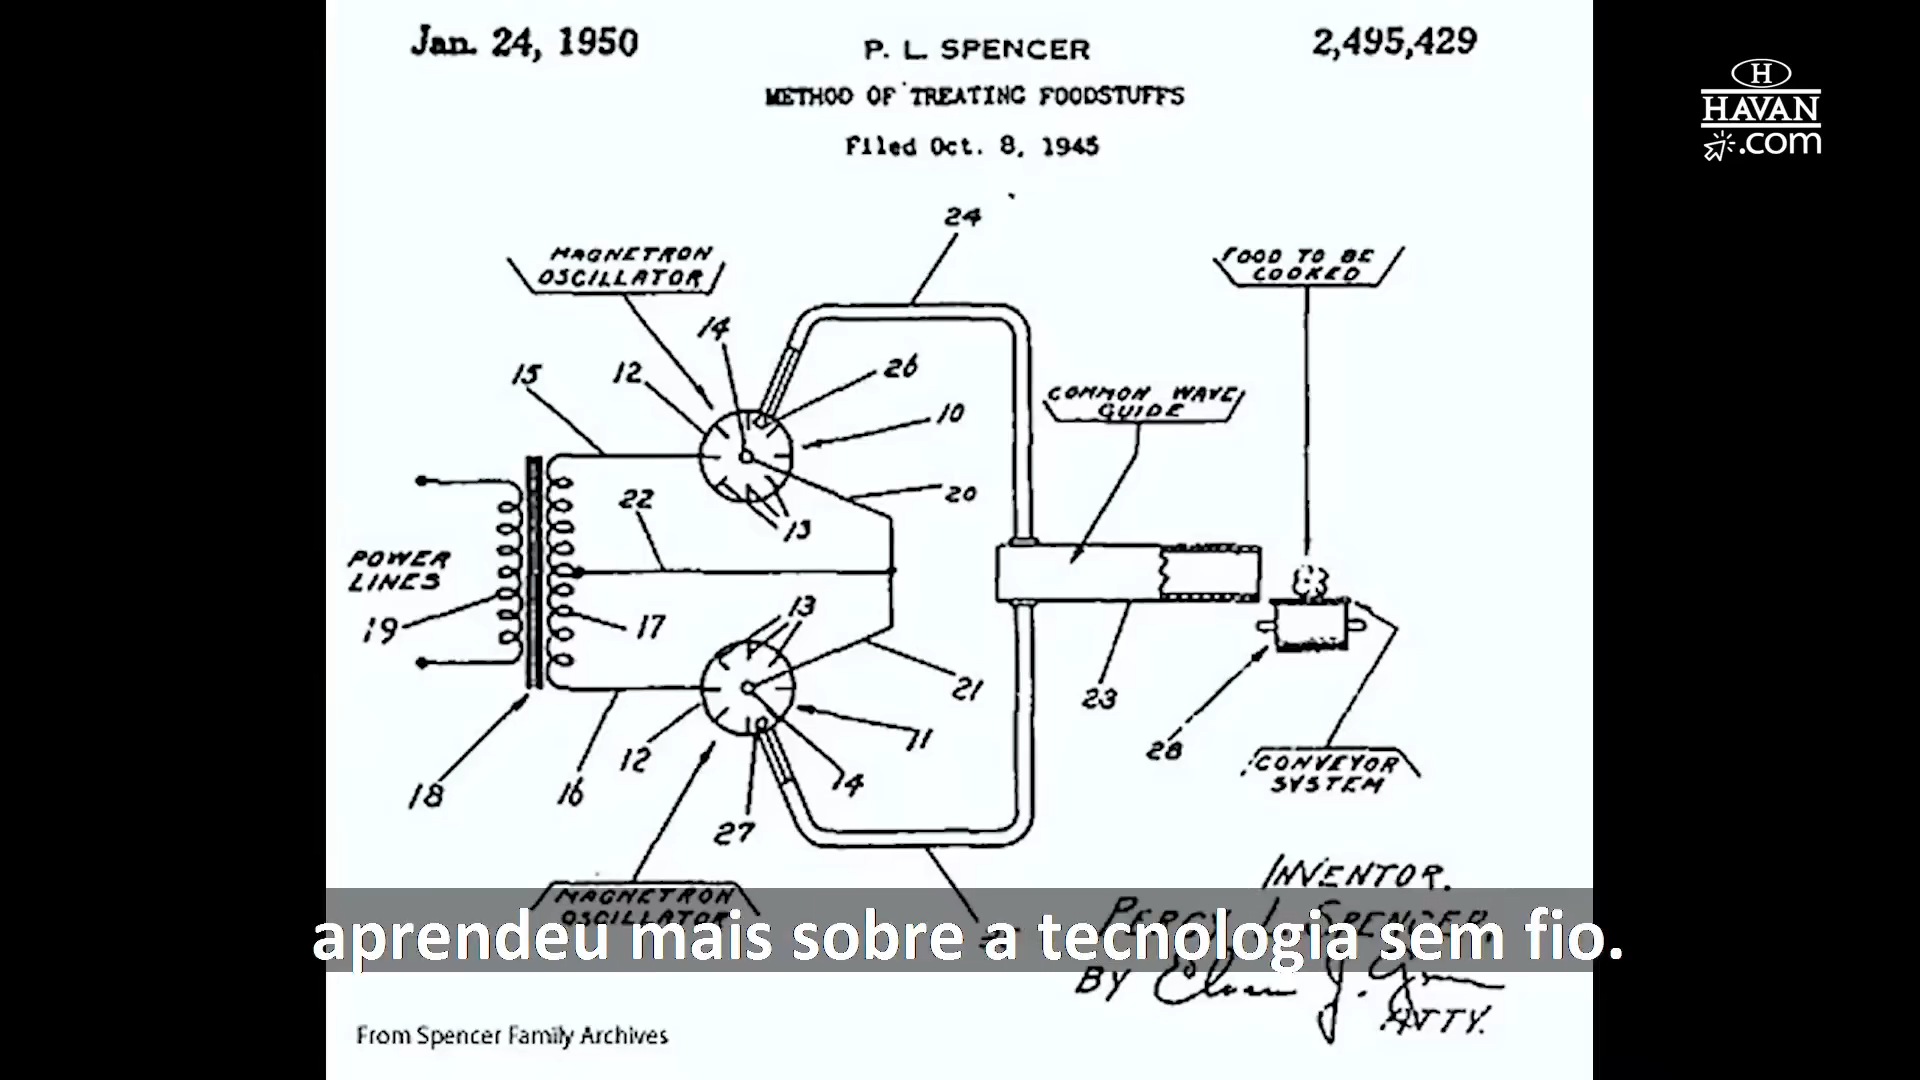 Jan. 24, 1950
P. L. SPENCER
2,495,429
METHOD OF TREATING FOODSTUFFS
Filed Oct. 8, 1945
H
HAVAN
.com
24
MAGNETRON
OSCILLATOR
FOOD TO BE
COOKED
14
15
12
26
COMMON WAVE
GUIDE
10
22
20
13
POWER
LINES
19
17
13
21
23
12
11
28
18
16
14
CONVEYOR
SYSTEM
27
INVENTOR.
MAGNETRON
OSCILLATOR
PERCY L. SPENCER,
aprendeu mais sobre a tecnologia sem fio.
BY
ATTY.
From Spencer Family Archives